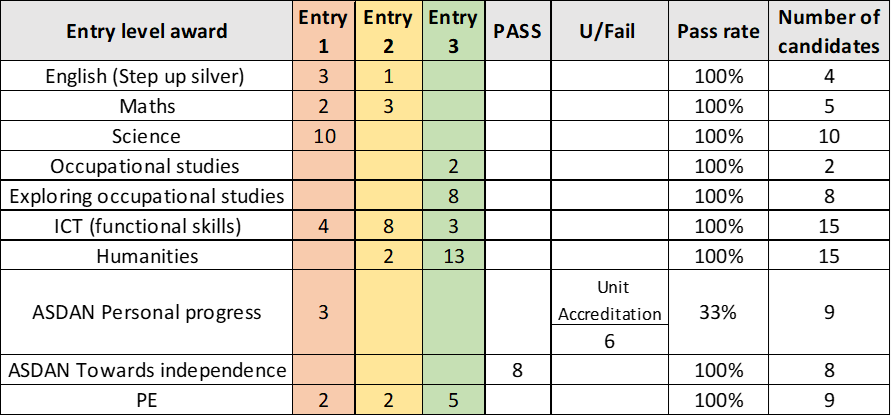 Entry level award Entry 1 Entry 2 Entry 3 PASS U/Fail Pass rate Number of candidates
English (Step up silver) 3 1 100% 4
Maths 2 3 100% 5
Science 10 100% 10
Occupational studies 2 100% 2
Exploring occupational studies 8 100% 8
ICT (functional skills) 4 8 3 100% 15
Humanities 2 13 100% 15
ASDAN Personal progress 3 Unit Accreditation 6 33% 9
ASDAN Towards independence 8 100% 8
PE 2 2 5 100% 9